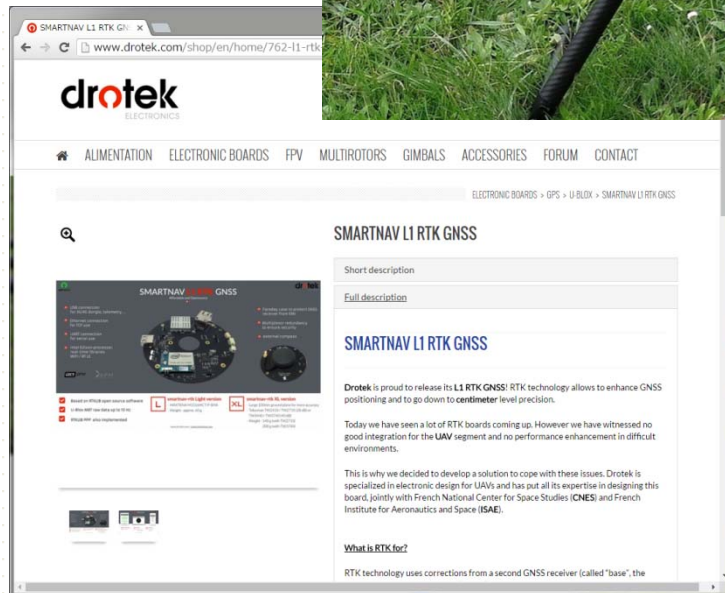 SMARTNAV L1 RTK GN
www.drotek.com/shop/en/home/762-l1-rtk-
drotek
ELECTRONICS
ALIMENTATION ELECTRONIC BOARDS FPV MULTIROTORS GIMBALS ACCESSORIES FORUM CONTACT
ELECTRONIC BOARDS > GPS > U-BLOX > SMARTNAV L1 RTK GNSS
SMARTNAV L1 RTK GNSS
Short description
Full description
SMARTNAV L1 RTK GNSS
SMARTNAV L1 RTK GNSS
Drotek is proud to release its L1 RTK GNSS! RTK technology allows to enhance GNSS
positioning and to go down to centimeter level precision.
Today we have seen a lot of RTK boards coming up. However we have witnessed no
good integration for the UAV segment and no performance enhancement in difficult
environments.
This is why we decided to develop a solution to cope with these issues. Drotek is
specialized in electronic design for UAVs and has put all its expertise in designing this
board, jointly with French National Center for Space Studies (CNES) and French
Institute for Aeronautics and Space (ISAE).
What is RTK for?
RTK technology uses corrections from a second GNSS receiver (called "base", the